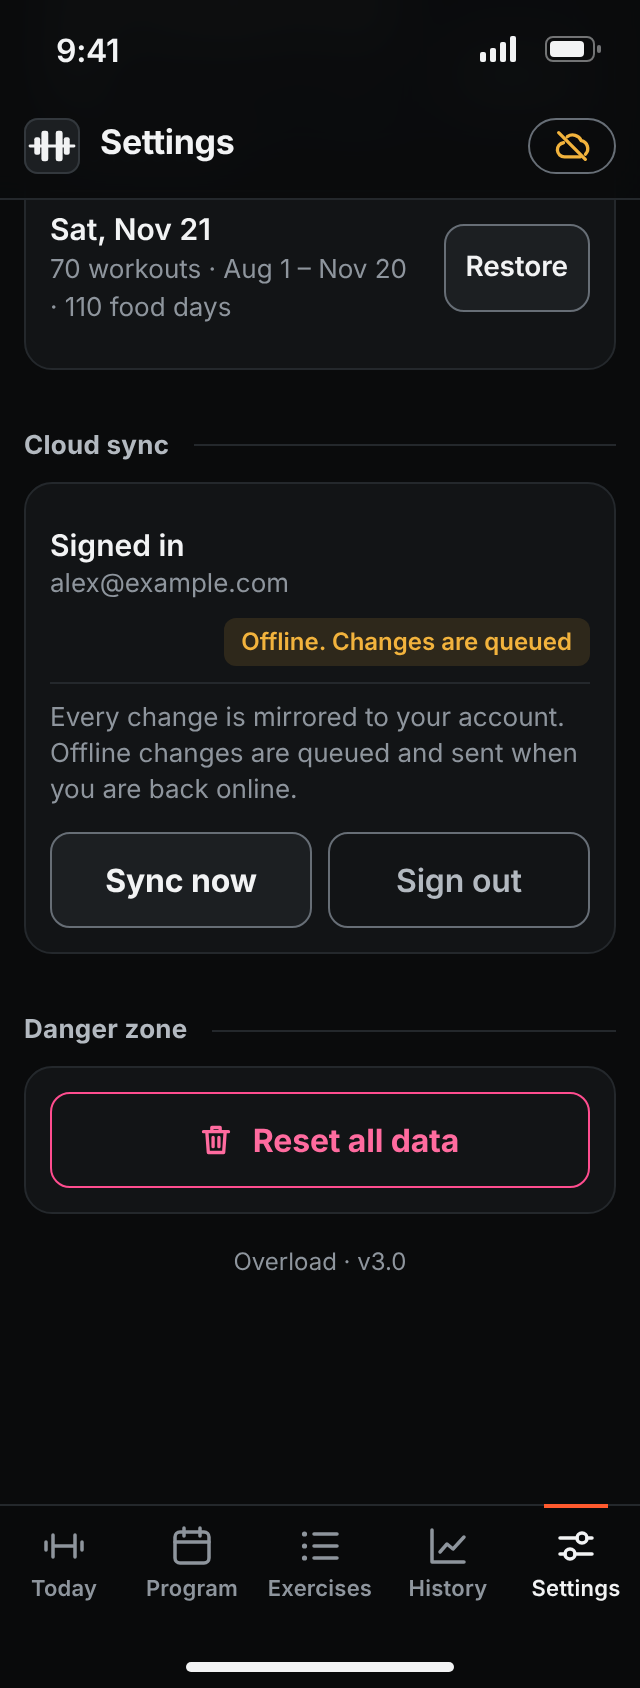 9:41
Settings
Sat, Nov 21
70 workouts · Aug 1 – Nov 20
· 110 food days
Restore
Cloud sync
Signed in
alex@example.com
Offline. Changes are queued
Every change is mirrored to your account.
Offline changes are queued and sent when
you are back online.
Sync now
Sign out
Danger zone
Reset all data
Overload · v3.0
Today
Program
Exercises
History
Settings